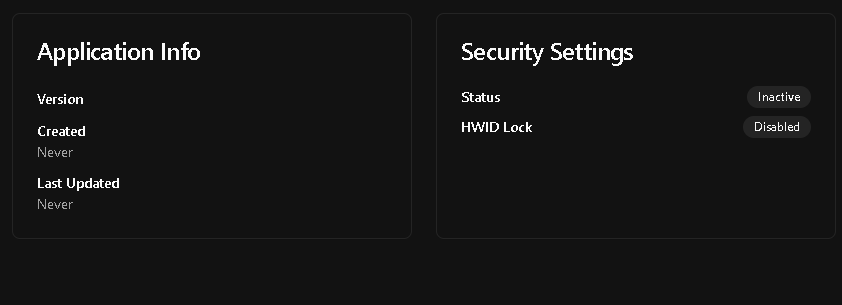 Application Info
Version
Created
Never
Last Updated
Never
Security Settings
Status
Inactive
HWID Lock
Disabled